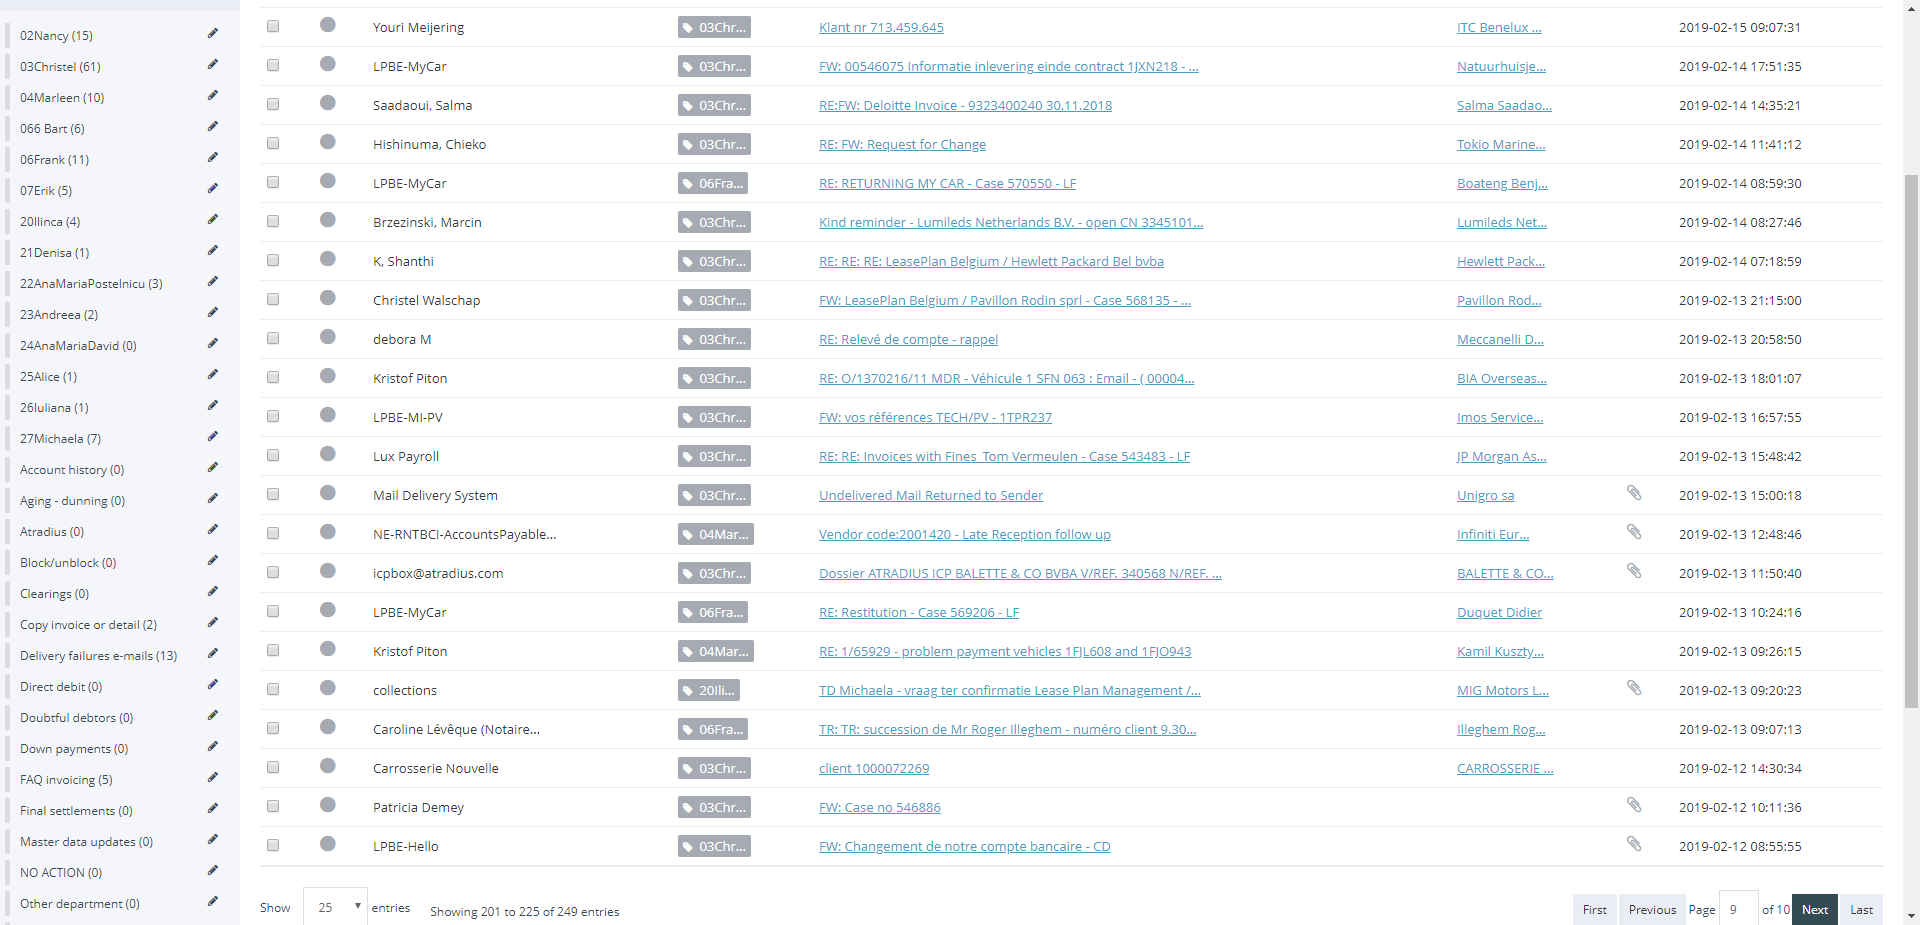 02Nancy (15)
03Christel (61)
04Marleen (10)
066 Bart (6)
06Frank (11)
07Erik (5)
20Ilinca (4)
21Denisa (1)
22AnaMariaPostelnicu (3)
23Andreea (2)
24AnaMariaDavid (0)
25Alice (1)
26Iuliana (1)
27Michaela (7)
Account history (0)
Aging - dunning (0)
Atradius (0)
Block/unblock (0)
Clearings (0)
Copy invoice or detail (2)
Delivery failures e-mails (13)
Direct debit (0)
Doubtful debtors (0)
Down payments (0)
FAQ invoicing (5)
Final settlements (0)
Master data updates (0)
NO ACTION (0)
Other department (0)
Youri Meijering 03Chr... Klant nr 713.459.645 ITC Benelux ... 2019-02-15 09:07:31
LPBE-MyCar 03Chr... FW: 00546075 Informatie inlevering einde contract 1JXN218 - ... Natuurhuisje... 2019-02-14 17:51:35
Saadaoui, Salma 03Chr... RE:FW: Deloitte Invoice - 9323400240 30.11.2018 Salma Saadao... 2019-02-14 14:35:21
Hishinuma, Chieko 03Chr... RE: FW: Request for Change Tokio Marine... 2019-02-14 11:41:12
LPBE-MyCar 06Fra... RE: RETURNING MY CAR - Case 570550 - LF Boateng Benj... 2019-02-14 08:59:30
Brzezinski, Marcin 03Chr... Kind reminder - Lumileds Netherlands B.V. - open CN 3345101... Lumileds Net... 2019-02-14 08:27:46
K, Shanthi 03Chr... RE: RE: RE: LeasePlan Belgium / Hewlett Packard Bel bvba Hewlett Pack... 2019-02-14 07:18:59
Christel Walschap 03Chr... FW: LeasePlan Belgium / Pavillon Rodin sprl - Case 568135 - ... Pavillon Rod... 2019-02-13 21:15:00
debora M 03Chr... RE: Relevé de compte - rappel Meccanelli D... 2019-02-13 20:58:50
Kristof Piton 03Chr... RE: O/1370216/11 MDR - Véhicule 1 SFN 063 : Email - ( 00004... BIA Overseas... 2019-02-13 18:01:07
LPBE-MI-PV 03Chr... FW: vos références TECH/PV - 1TPR237 Imos Service... 2019-02-13 16:57:55
Lux Payroll 03Chr... RE: RE: Invoices with Fines Tom Vermeulen - Case 543483 - LF JP Morgan As... 2019-02-13 15:48:42
Mail Delivery System 03Chr... Undelivered Mail Returned to Sender Unigro sa 2019-02-13 15:00:18
NE-RNTBCI-AccountsPayable... 04Mar... Vendor code:2001420 - Late Reception follow up Infiniti Eur... 2019-02-13 12:48:46
icpbox@atradius.com 03Chr... Dossier ATRADIUS ICP BALETTE & CO BVBA V/REF. 340568 N/REF. ... BALETTE & CO... 2019-02-13 11:50:40
LPBE-MyCar 06Fra... RE: Restitution - Case 569206 - LF Duquet Didier 2019-02-13 10:24:16
Kristof Piton 04Mar... RE: 1/65929 - problem payment vehicles 1FJL608 and 1FJO943 Kamil Kuszty... 2019-02-13 09:26:15
collections 20Ili... TD Michaela - vraag ter confirmatie Lease Plan Management /... MIG Motors L... 2019-02-13 09:20:23
Caroline Lévêque (Notaire... 06Fra... TR: TR: succession de Mr Roger Illeghem - numéro client 9.30... Illeghem Rog... 2019-02-13 09:07:13
Carrosserie Nouvelle 03Chr... client 1000072269 CARROSSERIE ... 2019-02-12 14:30:34
Patricia Demey 03Chr... FW: Case no 546886 2019-02-12 10:11:36
LPBE-Hello 03Chr... FW: Changement de notre compte bancaire - CD 2019-02-12 08:55:55
Show 25 entries Showing 201 to 225 of 249 entries First Previous Page 9 of 10 Next Last